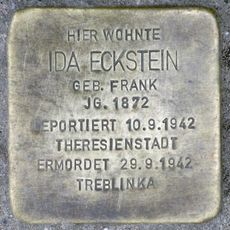 HIER WOHNTE
IDA ECKSTEIN
GEB. FRANK
JG. 1872
DEPORTIERT 10.9.1942
THERESIENSTADT
ERMORDET 29.9.1942
TREBLINKA